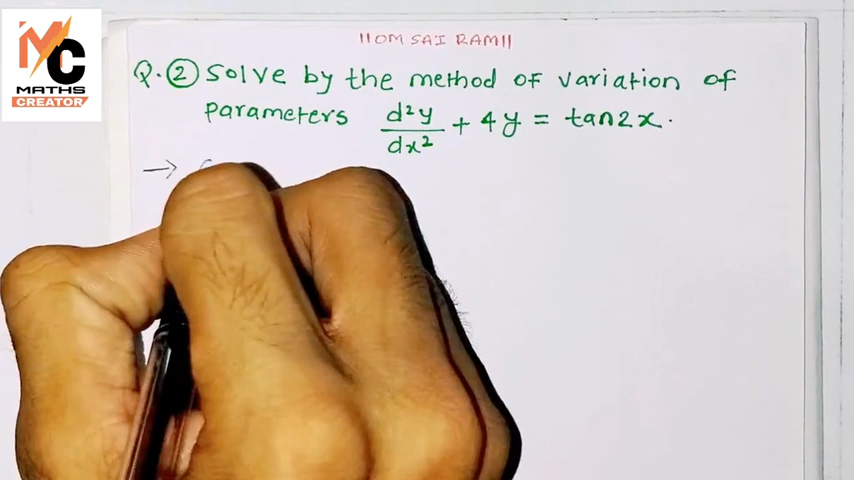 MC
MATHS
CREATOR
॥OM SAI RAM॥
Q. ② Solve by the method of variation of
parameters d²y/dx² + 4y = tan2x.
→